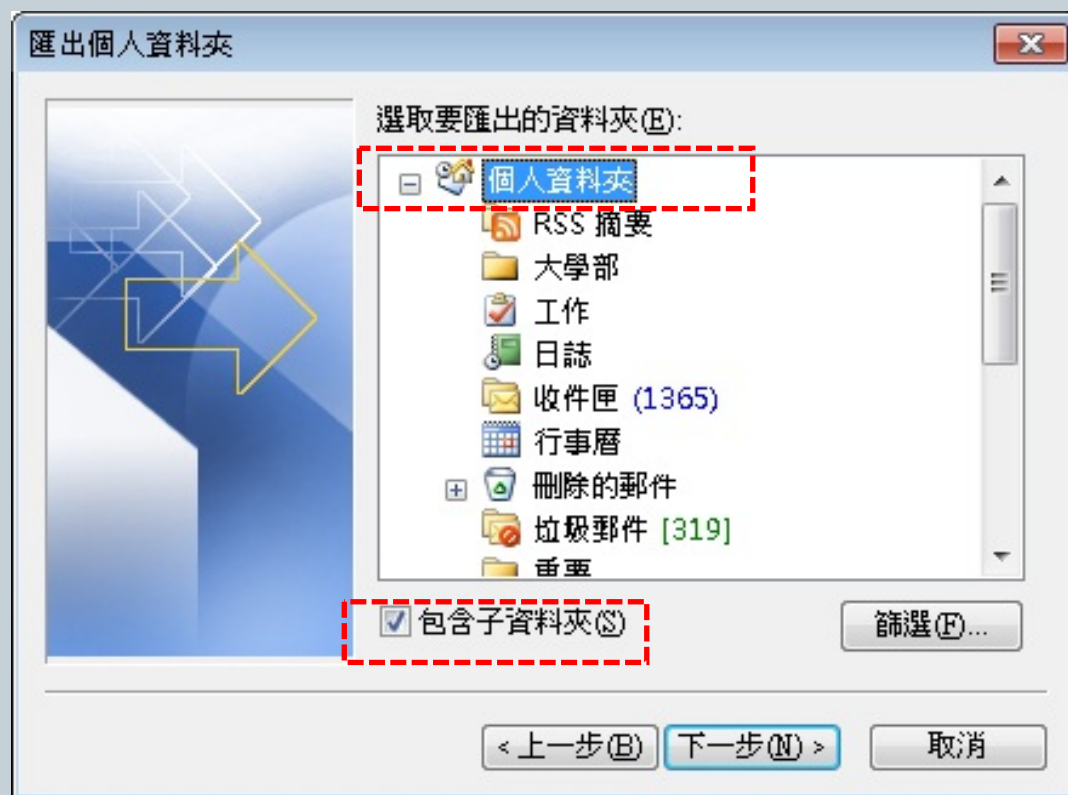 匯出個人資料夾
選取要匯出的資料夾(E):
個人資料夾
RSS 摘要
大學部
工作
日誌
收件匣 (1365)
行事曆
刪除的郵件
垃圾郵件 [319]
重要
包含子資料夾(S)
篩選(F)...
< 上一步(B)
下一步(N) >
取消